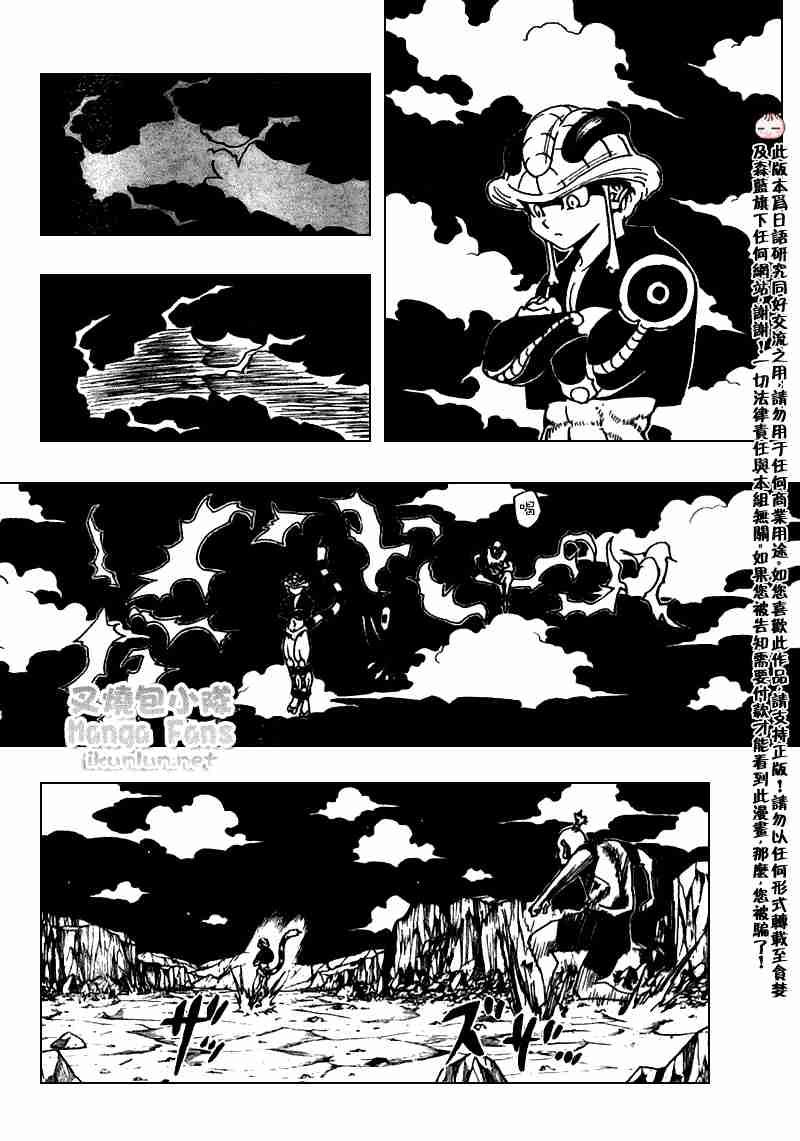 此版本爲日語研究同好交流之用,請勿用于任何商業用途。如您喜歡此作品,請支持正版!請勿以任何形式轉載至貪婪
及森藍旗下任何網站,謝謝!一切法律責任與本組無關。如果您被告知需要付款才能看到此漫畫,那麼,您被騙了!
喝
叉燒包小隊
Manga Fans
likunlun.net
ザッ
ズザッ